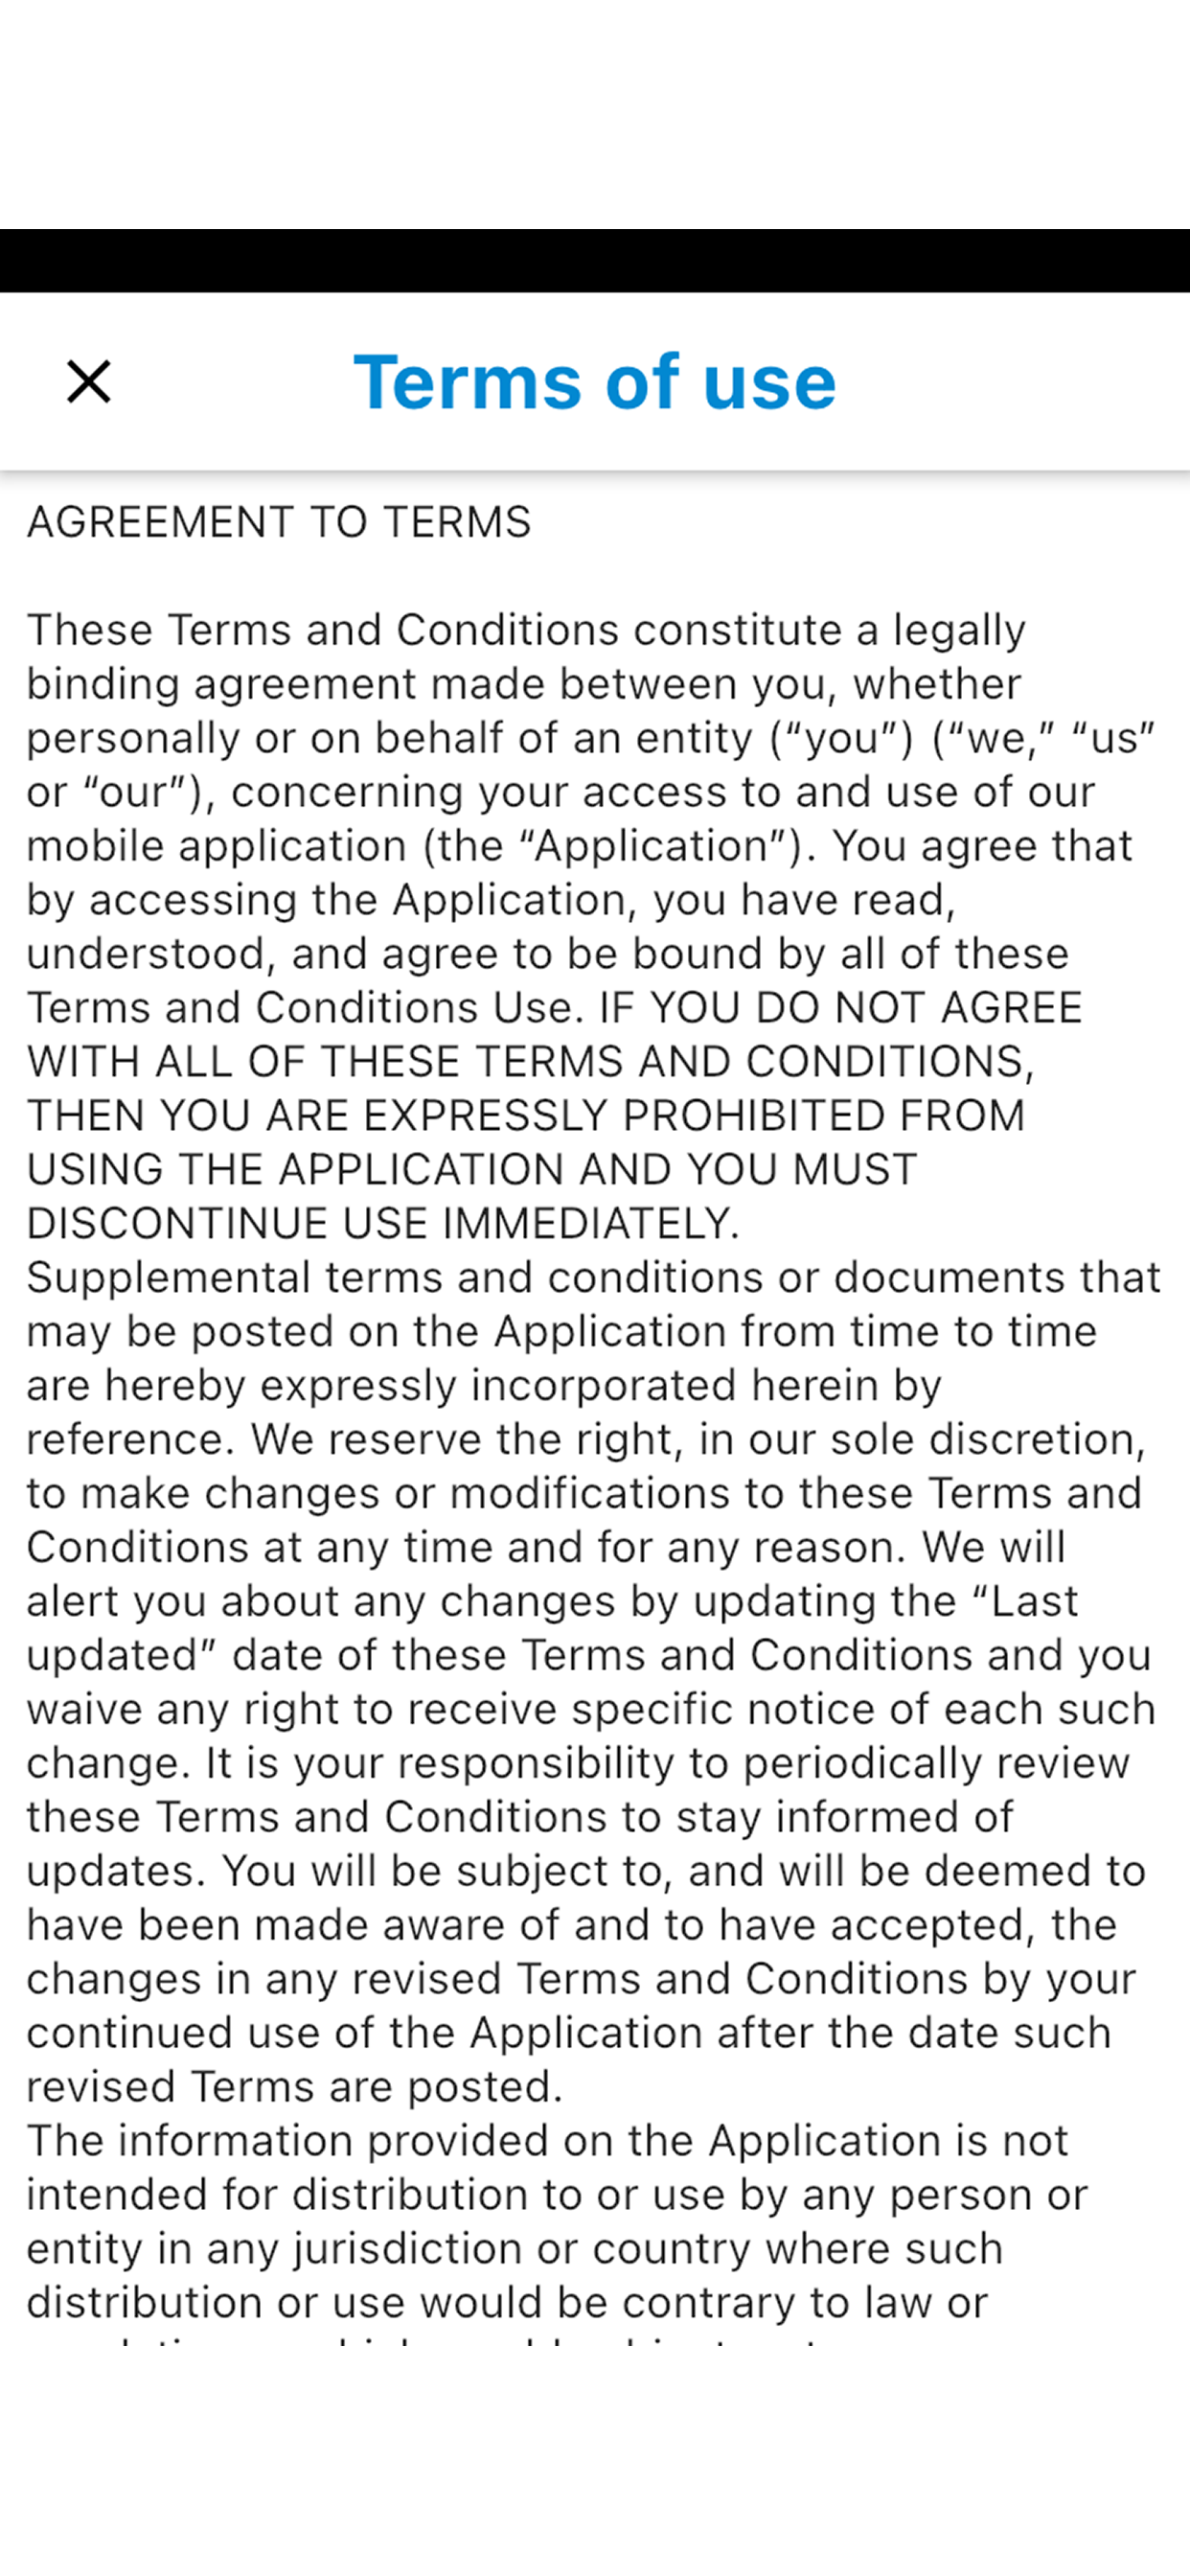 Terms of use
AGREEMENT TO TERMS
These Terms and Conditions constitute a legally
binding agreement made between you, whether
personally or on behalf of an entity (“you”) (“we,” “us”
or “our”), concerning your access to and use of our
mobile application (the “Application”). You agree that
by accessing the Application, you have read,
understood, and agree to be bound by all of these
Terms and Conditions Use. IF YOU DO NOT AGREE
WITH ALL OF THESE TERMS AND CONDITIONS,
THEN YOU ARE EXPRESSLY PROHIBITED FROM
USING THE APPLICATION AND YOU MUST
DISCONTINUE USE IMMEDIATELY.
Supplemental terms and conditions or documents that
may be posted on the Application from time to time
are hereby expressly incorporated herein by
reference. We reserve the right, in our sole discretion,
to make changes or modifications to these Terms and
Conditions at any time and for any reason. We will
alert you about any changes by updating the “Last
updated” date of these Terms and Conditions and you
waive any right to receive specific notice of each such
change. It is your responsibility to periodically review
these Terms and Conditions to stay informed of
updates. You will be subject to, and will be deemed to
have been made aware of and to have accepted, the
changes in any revised Terms and Conditions by your
continued use of the Application after the date such
revised Terms are posted.
The information provided on the Application is not
intended for distribution to or use by any person or
entity in any jurisdiction or country where such
distribution or use would be contrary to law or